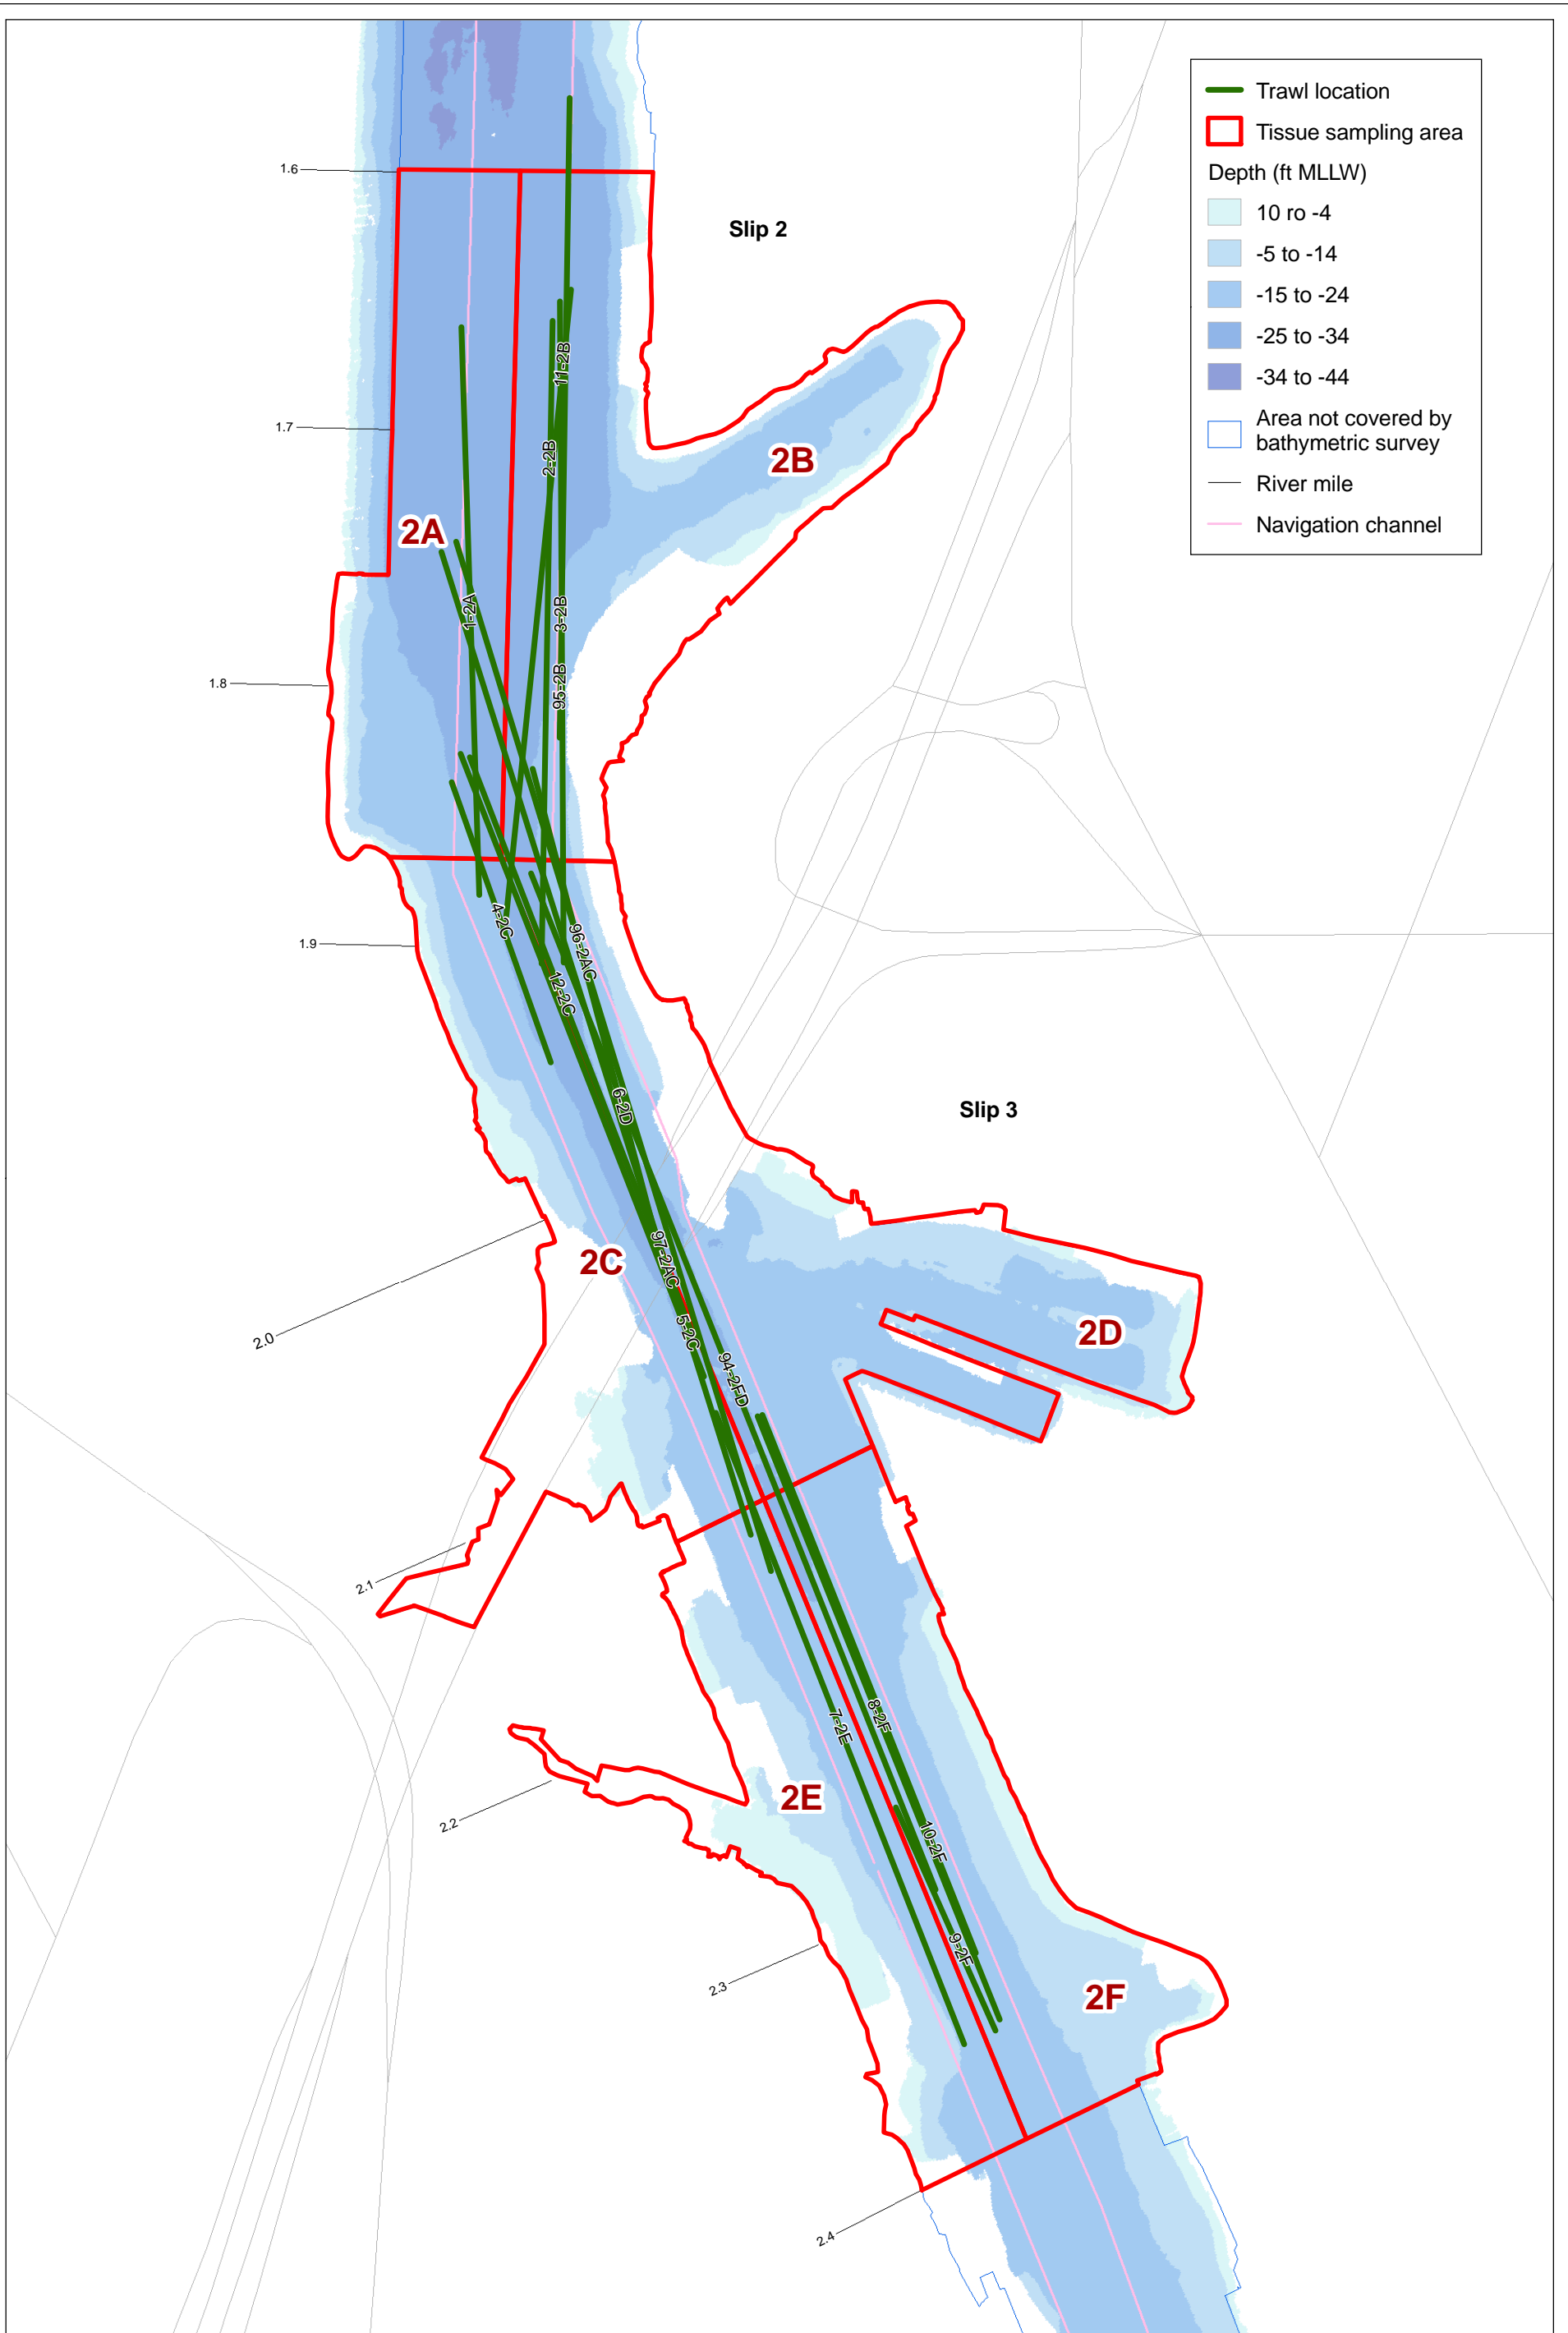 Trawl location
Tissue sampling area
Depth (ft MLLW)
10 ro -4
-5 to -14
-15 to -24
-25 to -34
-34 to -44
Area not covered by
bathymetric survey
River mile
Navigation channel
1.6
Slip 2
11-2B
1.7
2-2B
2B
2A
1-2A
3-2B
1.8
95-2B
4-2C
1.9
96-2AC
12-2C
6-2D
Slip 3
97-2AC
2C
2.0
5-2C
2D
94-2FD
2.1
8-2F
7-2E
2E
2.2
10-2F
9-2F
2.3
2F
2.4